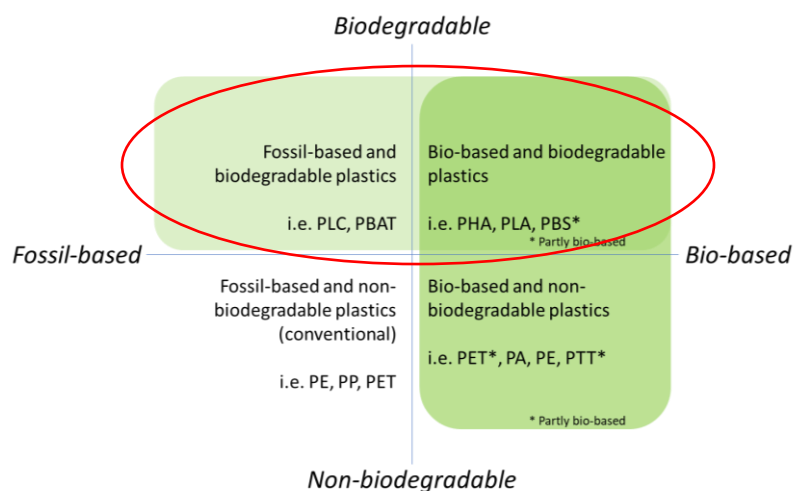 Biodegradable
Fossil-based and
biodegradable plastics
i.e. PLC, PBAT
Bio-based and biodegradable
plastics
i.e. PHA, PLA, PBS*
* Partly bio-based
Fossil-based
Bio-based
Fossil-based and non-
biodegradable plastics
(conventional)
i.e. PE, PP, PET
Bio-based and non-
biodegradable plastics
i.e. PET*, PA, PE, PTT*
* Partly bio-based
Non-biodegradable